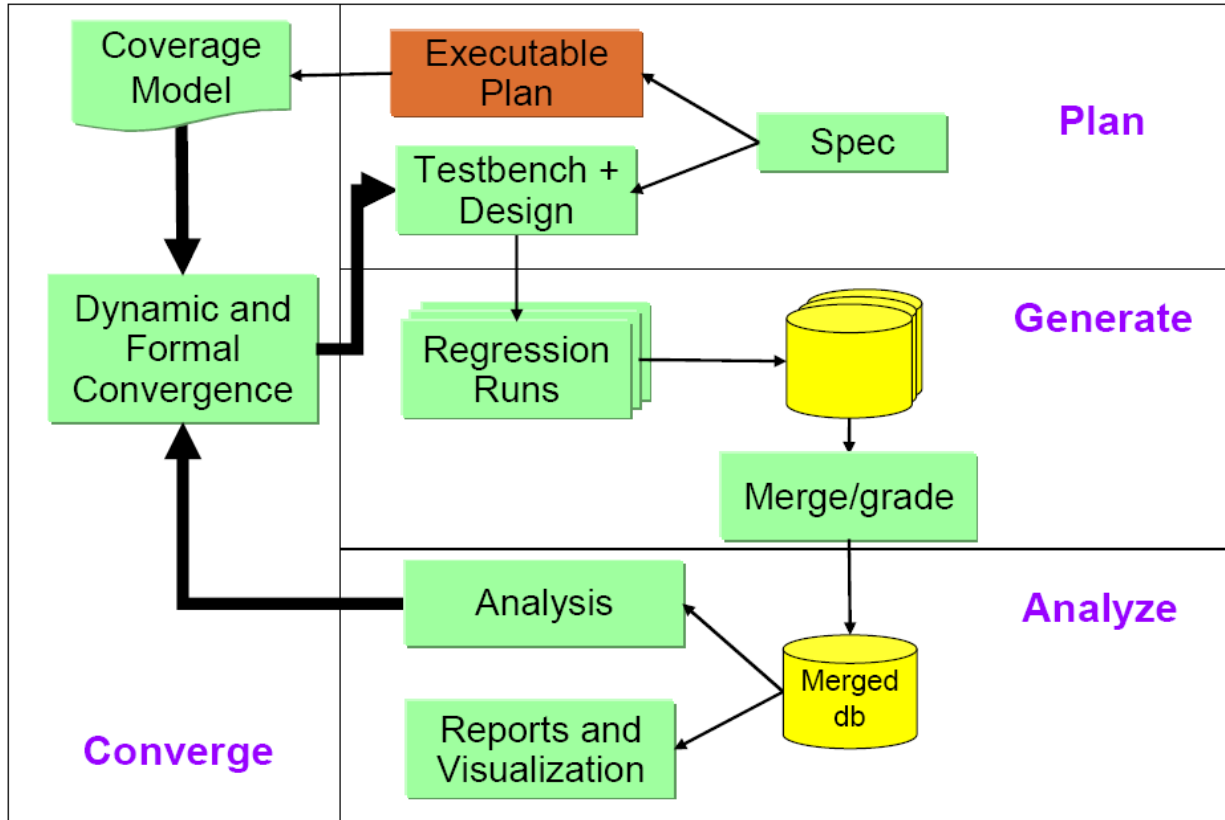 Coverage
Model
Executable
Plan
Spec
Plan
Testbench +
Design
Dynamic and
Formal
Convergence
Regression
Runs
Generate
Merge/grade
Analysis
Analyze
Merged
db
Reports and
Visualization
Converge